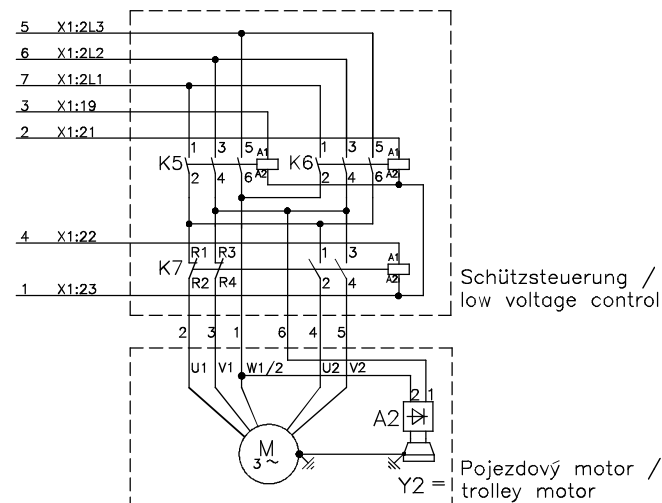 5 X1:2L3
6 X1:2L2
7 X1:2L1
3 X1:19
2 X1:21
1 3 5 A1 1 3 5 A1
K5 K6
2 4 6 A2 2 4 6 A2
4 X1:22
R1 R3 1 3 A1
K7
R2 R4 2 4 A2
1 X1:23
Schützsteuerung /
low voltage control
2 3 1 6 4 5
U1 V1 W1/2 U2 V2
2 1
A2
M
3~
Y2 =
Pojezdový motor /
trolley motor